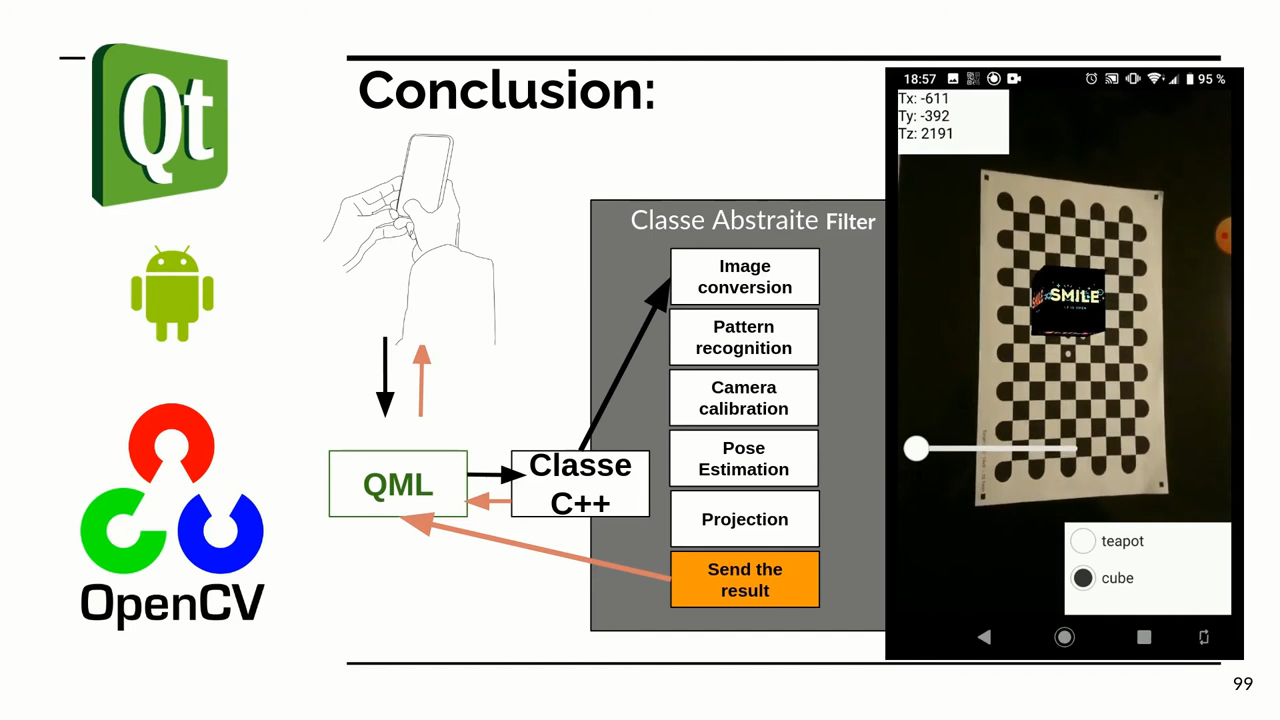 Qt
Conclusion:
OpenCV
QML
Classe
C++
Classe Abstraite Filter
Image
conversion
Pattern
recognition
Camera
calibration
Pose
Estimation
Projection
Send the
result
18:57
95 %
Tx: -611
Ty: -392
Tz: 2191
SMILE
teapot
cube
99